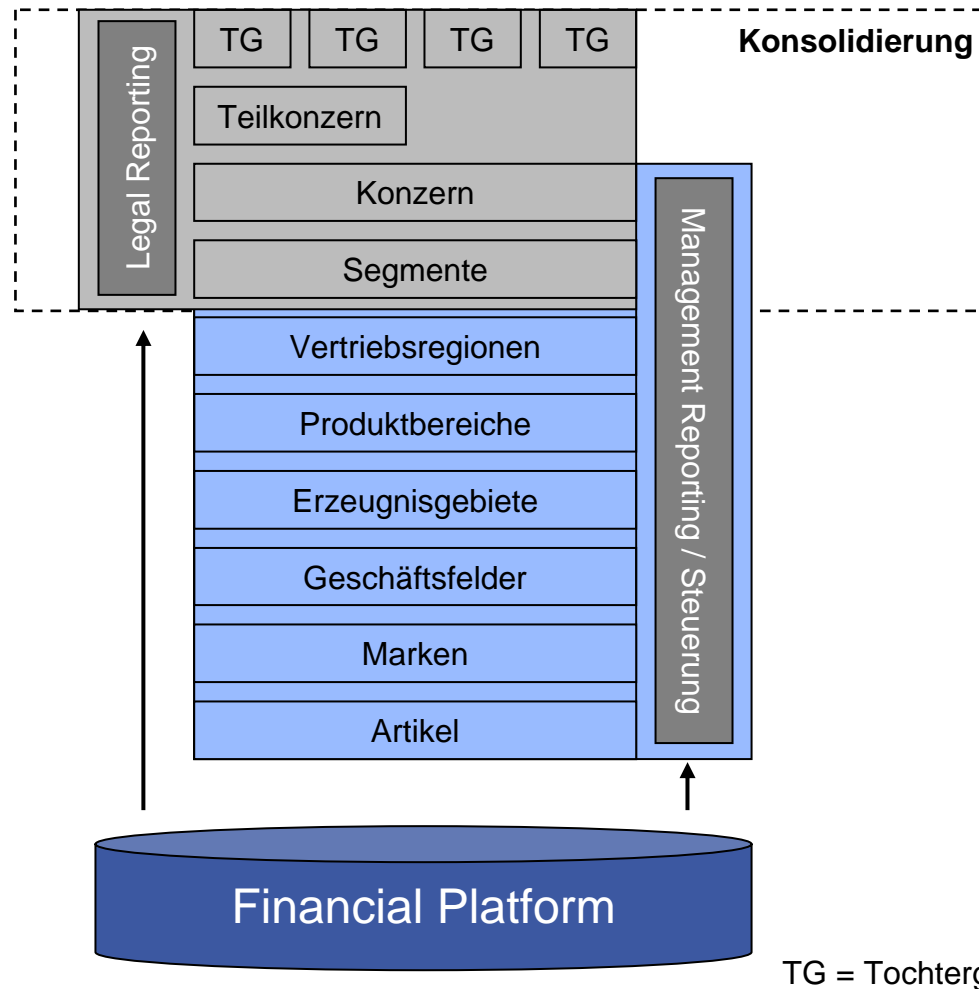 TG TG TG TG
Konsolidierung
Legal Reporting
Teilkonzern
Konzern
Segmente
Management Reporting / Steuerung
Vertriebsregionen
Produktbereiche
Erzeugnisgebiete
Geschäftsfelder
Marken
Artikel
Financial Platform
TG =